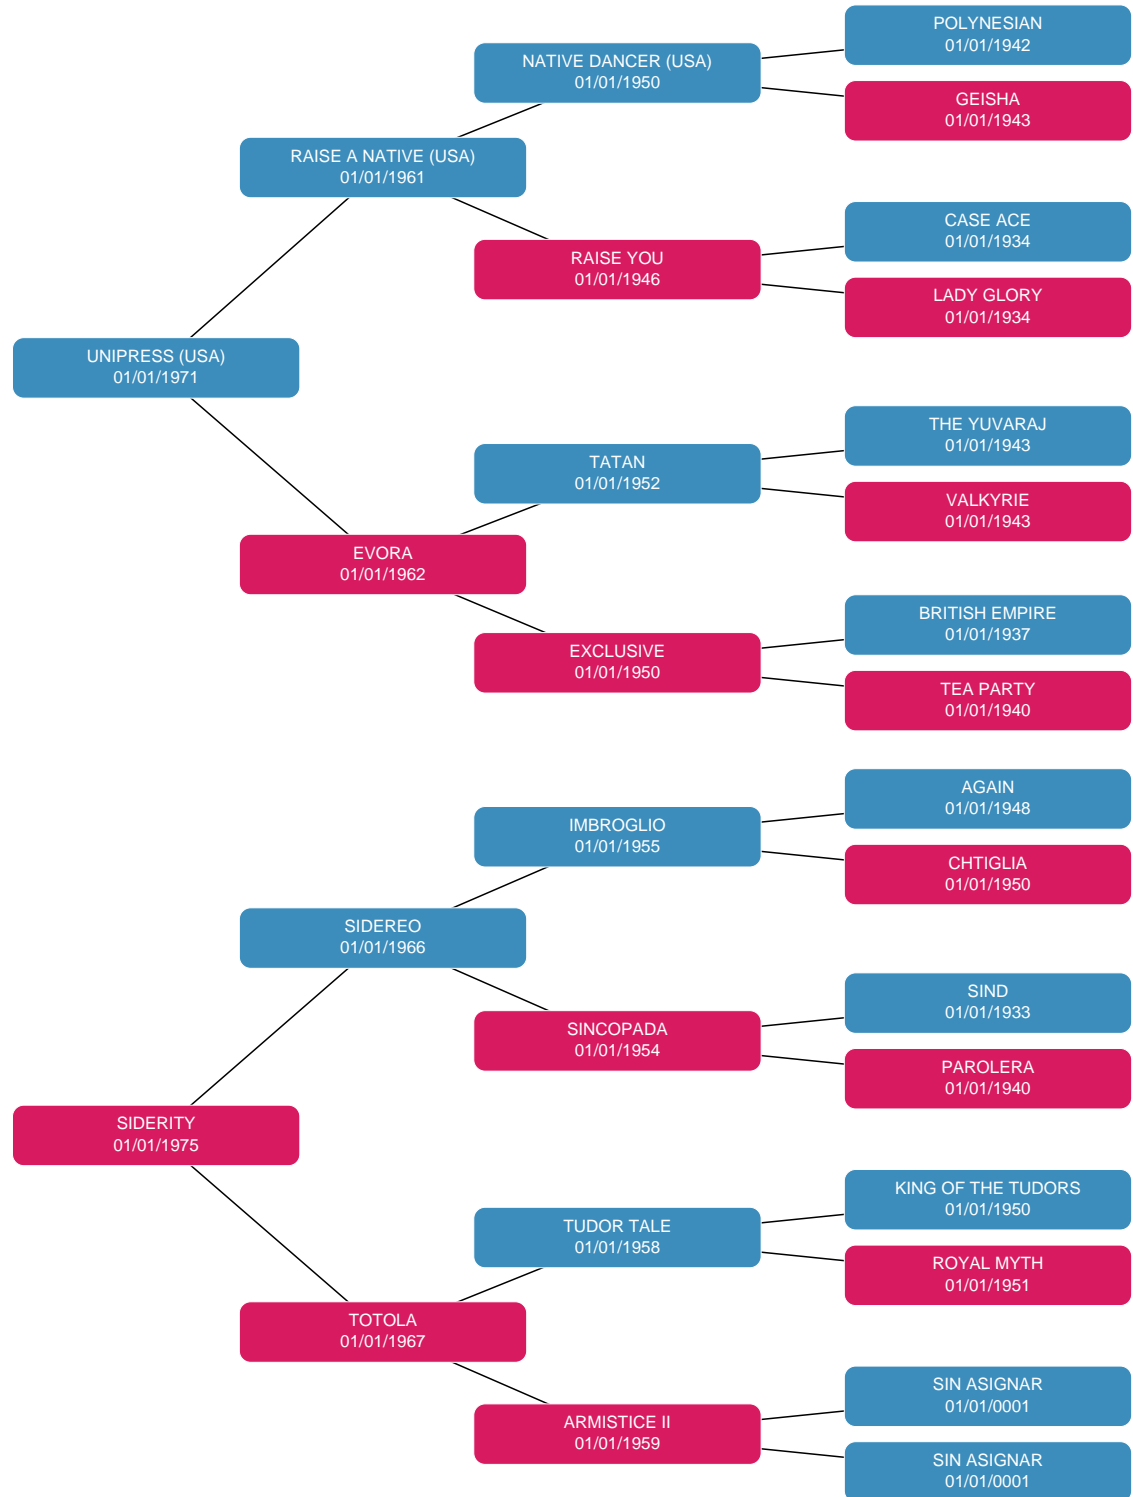 POLYNESIAN
01/01/1942
NATIVE DANCER (USA)
01/01/1950
GEISHA
01/01/1943
RAISE A NATIVE (USA)
01/01/1961
CASE ACE
01/01/1934
RAISE YOU
01/01/1946
LADY GLORY
01/01/1934
UNIPRESS (USA)
01/01/1971
THE YUVARAJ
01/01/1943
TATAN
01/01/1952
VALKYRIE
01/01/1943
EVORA
01/01/1962
BRITISH EMPIRE
01/01/1937
EXCLUSIVE
01/01/1950
TEA PARTY
01/01/1940
AGAIN
01/01/1948
IMBROGLIO
01/01/1955
CHTIGLIA
01/01/1950
SIDEREO
01/01/1966
SIND
01/01/1933
SINCOPADA
01/01/1954
PAROLERA
01/01/1940
SIDERITY
01/01/1975
KING OF THE TUDORS
01/01/1950
TUDOR TALE
01/01/1958
ROYAL MYTH
01/01/1951
TOTOLA
01/01/1967
SIN ASIGNAR
01/01/0001
ARMISTICE II
01/01/1959
SIN ASIGNAR
01/01/0001